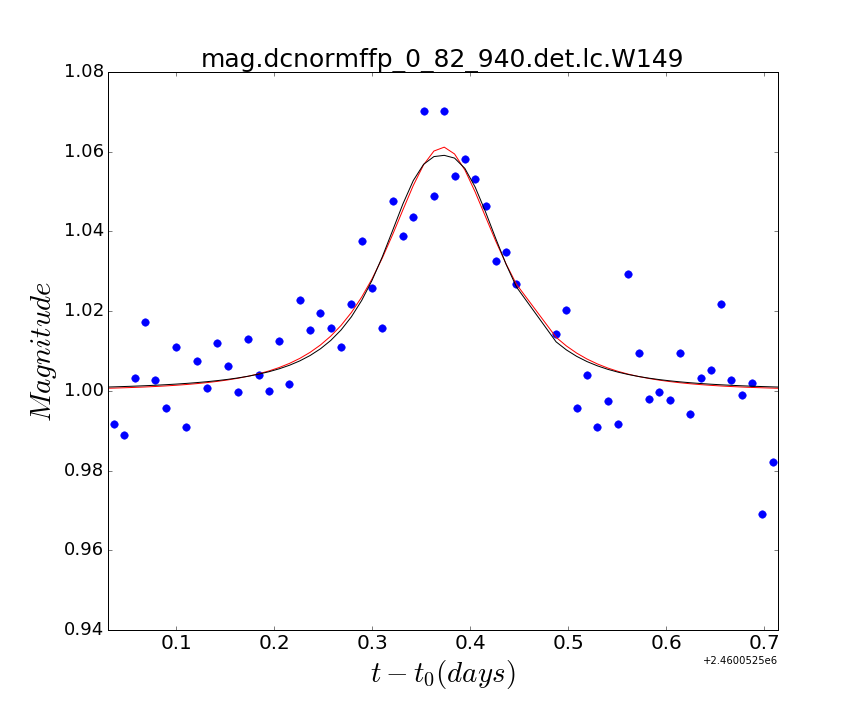 mag.dcnormffp_0_82_940.det.lc.W149
1.08
1.06
1.04
1.02
1.00
0.98
0.96
0.94
Magnitude
0.1 0.2 0.3 0.4 0.5 0.6 0.7
+2.4600525e6
t − t₀(days)